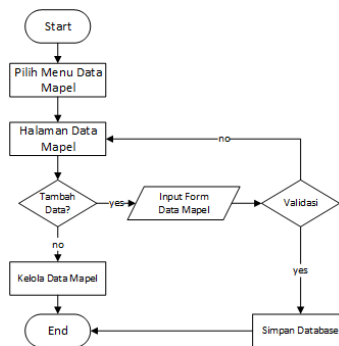 Start
Pilih Menu Data
Mapel
Halaman Data
Mapel
no
Tambah
Data?
yes
Input Form
Data Mapel
Validasi
no
yes
Kelola Data Mapel
End
Simpan Database